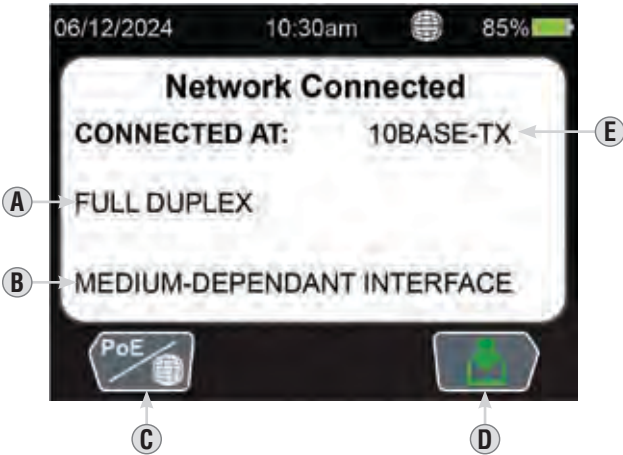 06/12/2024 10:30am 85%
Network Connected
CONNECTED AT: 10BASE-TX E
A FULL DUPLEX
B MEDIUM-DEPENDANT INTERFACE
PoE
C D